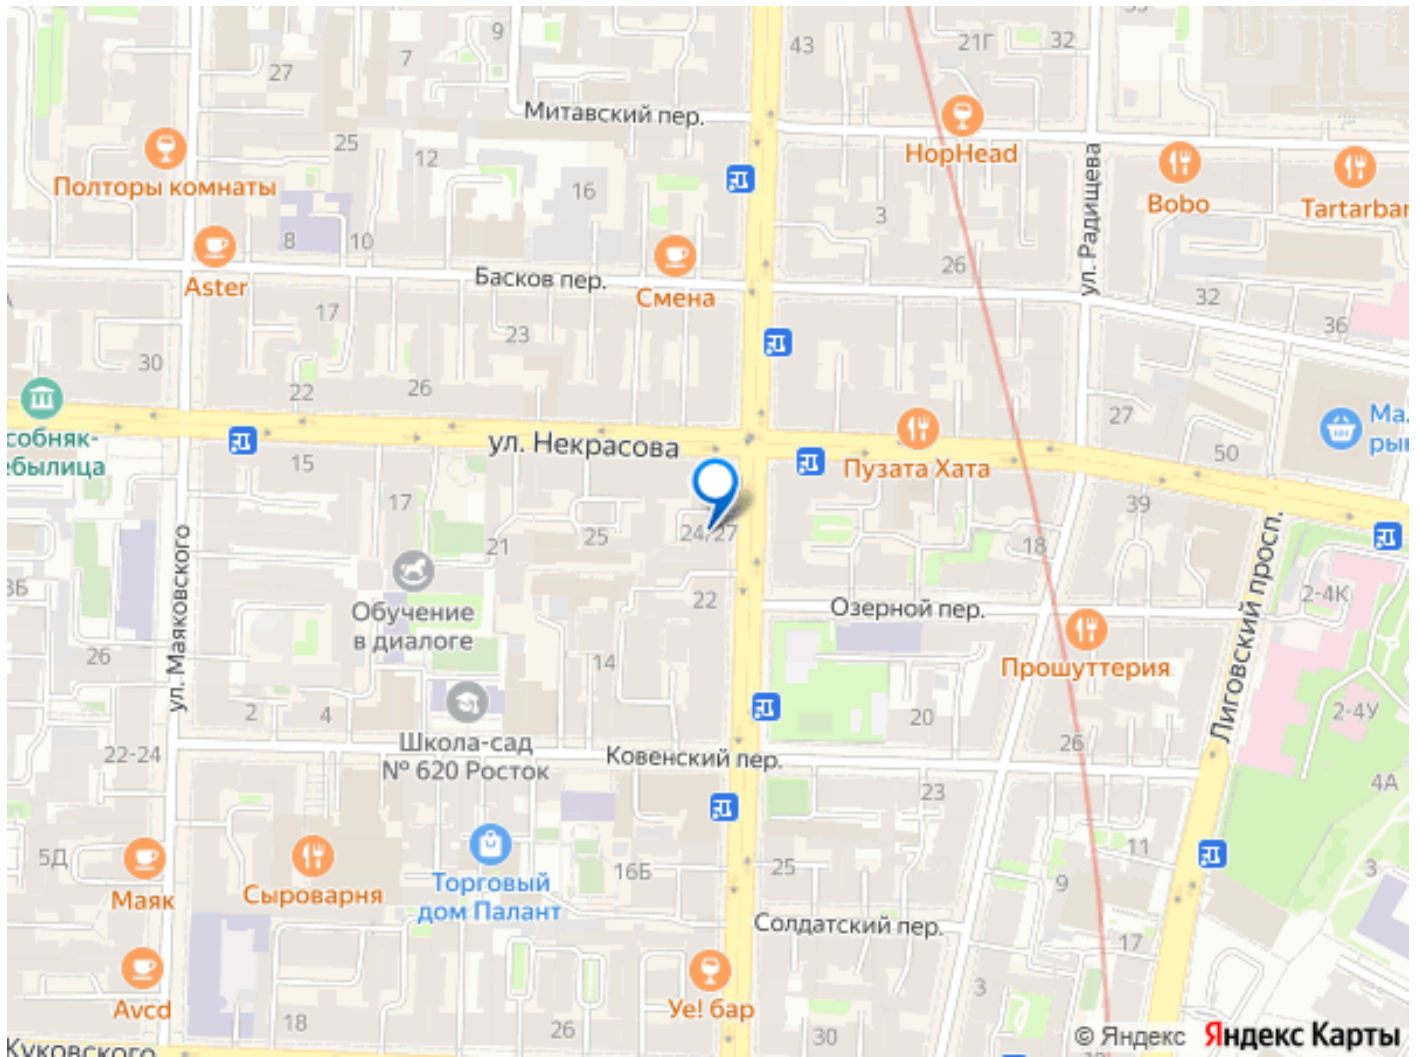 9
7
27
43
21Г
32
Митавский пер.
HopHead
25
12
Полторы комнаты
16
3
ул. Радищева
Bobo
Tartarbar
8
10
Aster
Басков пер.
Смена
26
32
17
23
36
30
22
26
27
собняк-
ебылица
ул. Некрасова
Пузата Хата
Ма.
рын
50
15
17
21
25
24/27
39
18
ул. Маяковского
Обучение
в диалоге
22
Озерной пер.
2-4К
Лиговский просп.
26
14
Прошуттерия
2
4
20
2-4У
22-24
Школа-сад
№ 620 Росток
Ковенский пер.
26
4А
23
5Д
Маяк
Сыроварня
Торговый
дом Палант
16Б
25
11
9
3
Солдатский пер.
17
Avcd
18
26
Уе! бар
3
30
© Яндекс Яндекс Карты
Куковского